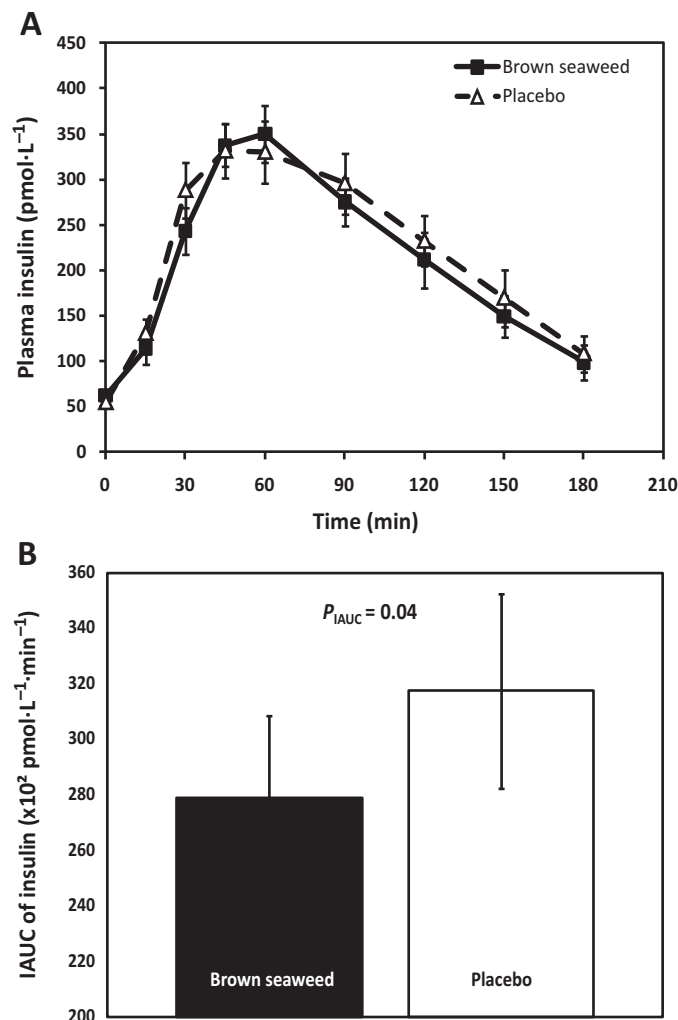 A
450
400
350
300
250
200
150
100
50
0
Plasma insulin (pmol·L⁻¹)
Brown seaweed
Placebo
0 30 60 90 120 150 180 210
Time (min)
B
360
340
320
300
280
260
240
220
200
IAUC of insulin (x10² pmol·L⁻¹·min⁻¹)
P_IAUC = 0.04
Brown seaweed
Placebo